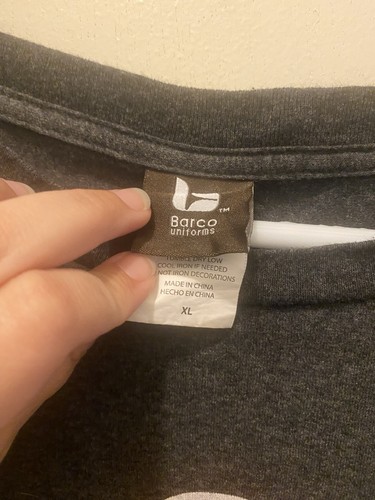 TM
Barco
uniforms
TUMBLE DRY LOW
COOL IRON IF NEEDED
NOT IRON DECORATIONS
MADE IN CHINA
HECHO EN CHINA
XL